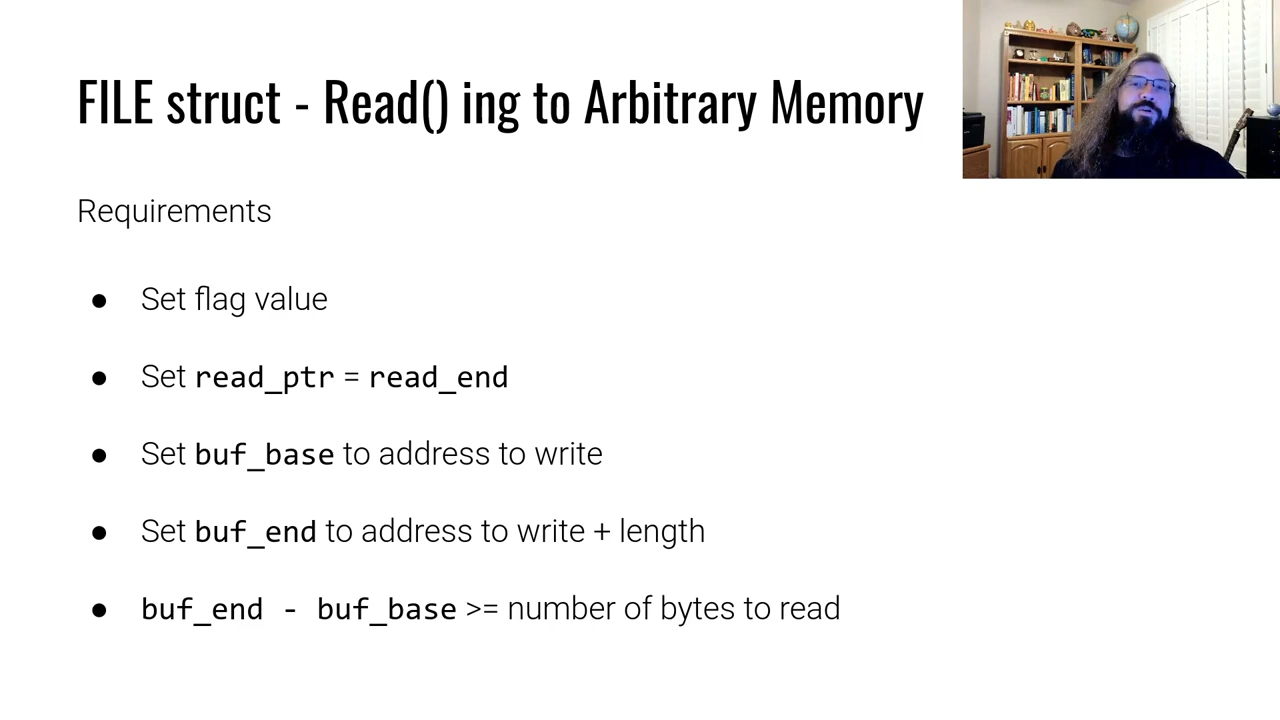 FILE struct - Read() ing to Arbitrary Memory
Requirements
● Set flag value
● Set read_ptr = read_end
● Set buf_base to address to write
● Set buf_end to address to write + length
● buf_end - buf_base >= number of bytes to read